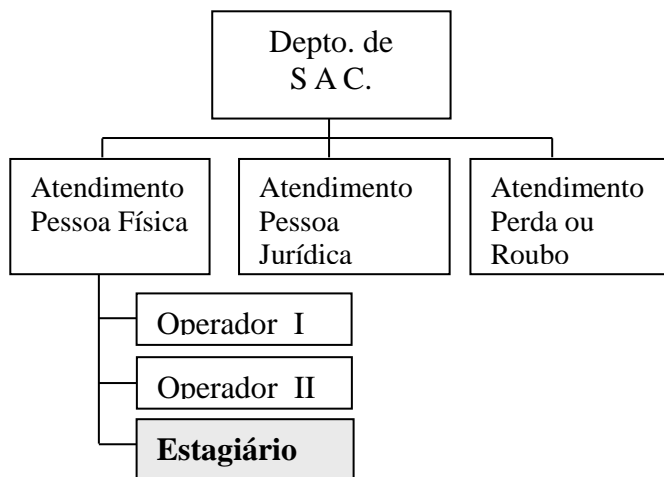 Depto. de
S A C.
Atendimento
Pessoa Física
Atendimento
Pessoa
Jurídica
Atendimento
Perda ou
Roubo
Operador I
Operador II
Estagiário